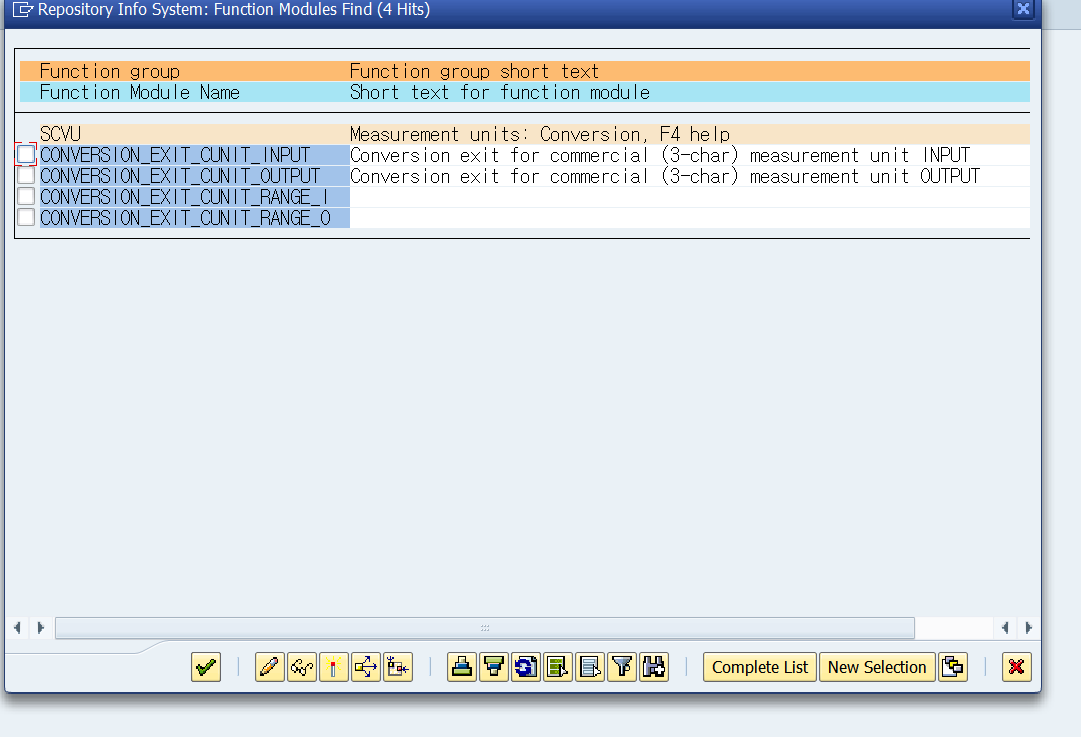 Repository Info System: Function Modules Find (4 Hits)
Function group Function group short text
Function Module Name Short text for function module
SCVU Measurement units: Conversion, F4 help
CONVERSION_EXIT_CUNIT_INPUT Conversion exit for commercial (3-char) measurement unit INPUT
CONVERSION_EXIT_CUNIT_OUTPUT Conversion exit for commercial (3-char) measurement unit OUTPUT
CONVERSION_EXIT_CUNIT_RANGE_I
CONVERSION_EXIT_CUNIT_RANGE_O
Complete List New Selection